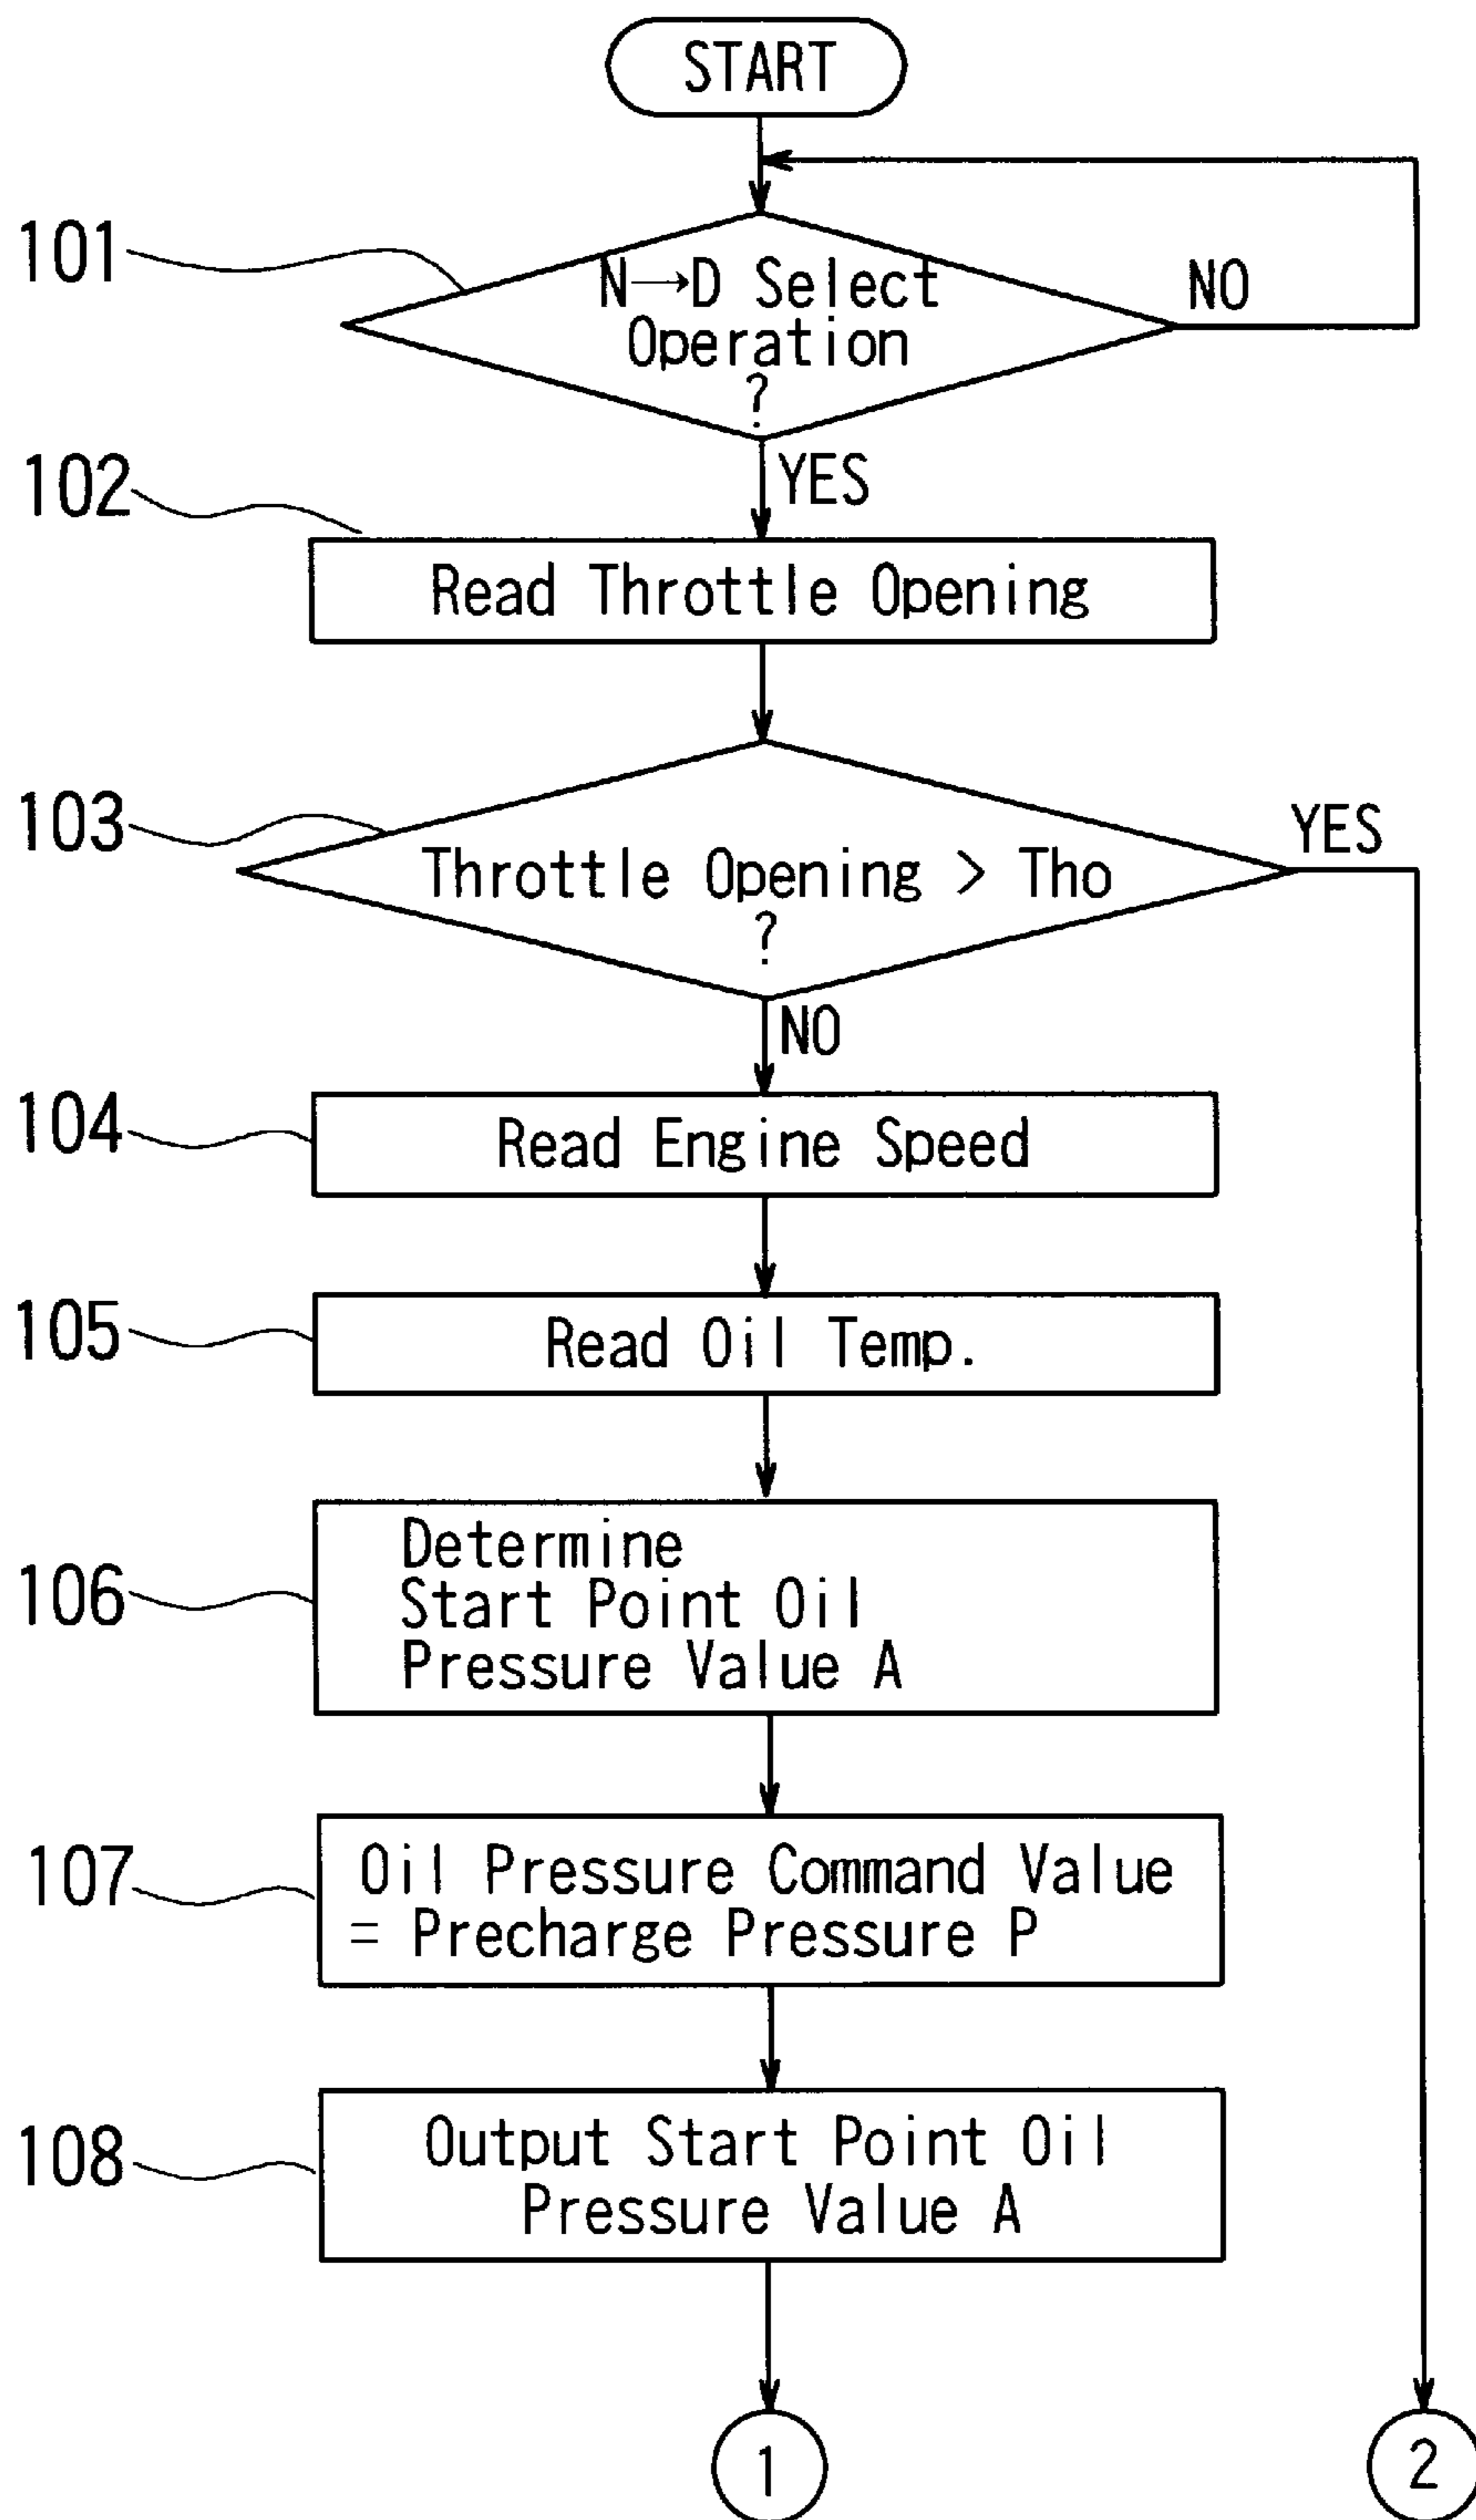 START
101
N→D Select
Operation
?
NO
YES
102
Read Throttle Opening
103
Throttle Opening > Tho
?
YES
NO
104
Read Engine Speed
105
Read Oil Temp.
106
Determine
Start Point Oil
Pressure Value A
107
Oil Pressure Command Value
= Precharge Pressure P
108
Output Start Point Oil
Pressure Value A
1
2